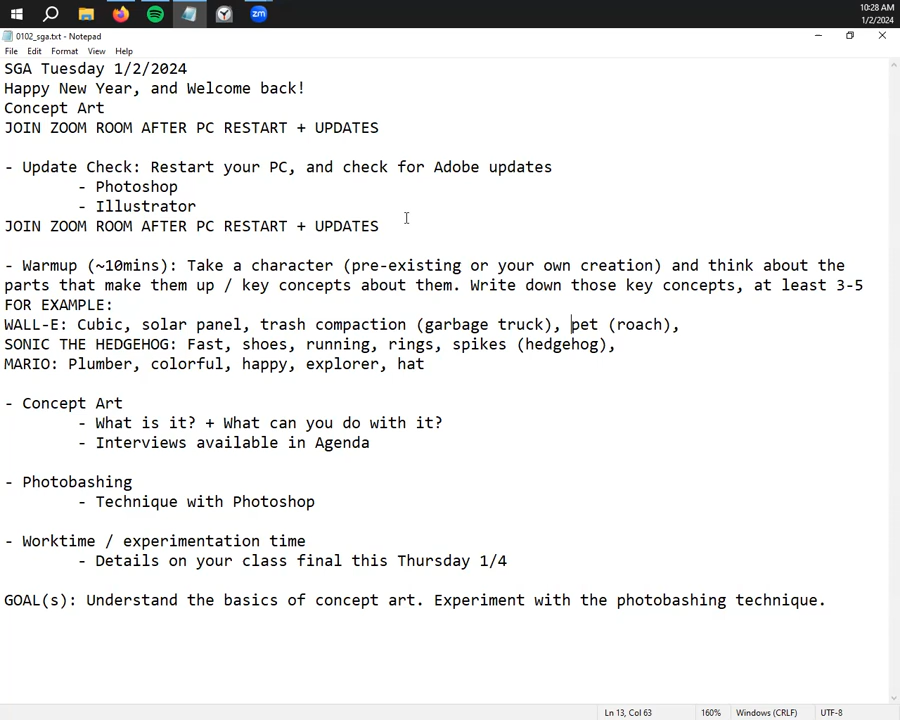 10:28 AM
1/2/2024
zm
0102_sga.txt - Notepad
File Edit Format View Help
SGA Tuesday 1/2/2024
Happy New Year, and Welcome back!
Concept Art
JOIN ZOOM ROOM AFTER PC RESTART + UPDATES
- Update Check: Restart your PC, and check for Adobe updates
- Photoshop
- Illustrator
JOIN ZOOM ROOM AFTER PC RESTART + UPDATES
- Warmup (~10mins): Take a character (pre-existing or your own creation) and think about the
parts that make them up / key concepts about them. Write down those key concepts, at least 3-5
FOR EXAMPLE:
WALL-E: Cubic, solar panel, trash compaction (garbage truck), pet (roach),
SONIC THE HEDGEHOG: Fast, shoes, running, rings, spikes (hedgehog),
MARIO: Plumber, colorful, happy, explorer, hat
- Concept Art
- What is it? + What can you do with it?
- Interviews available in Agenda
- Photobashing
- Technique with Photoshop
- Worktime / experimentation time
- Details on your class final this Thursday 1/4
GOAL(s): Understand the basics of concept art. Experiment with the photobashing technique.
Ln 13, Col 63 160% Windows (CRLF) UTF-8